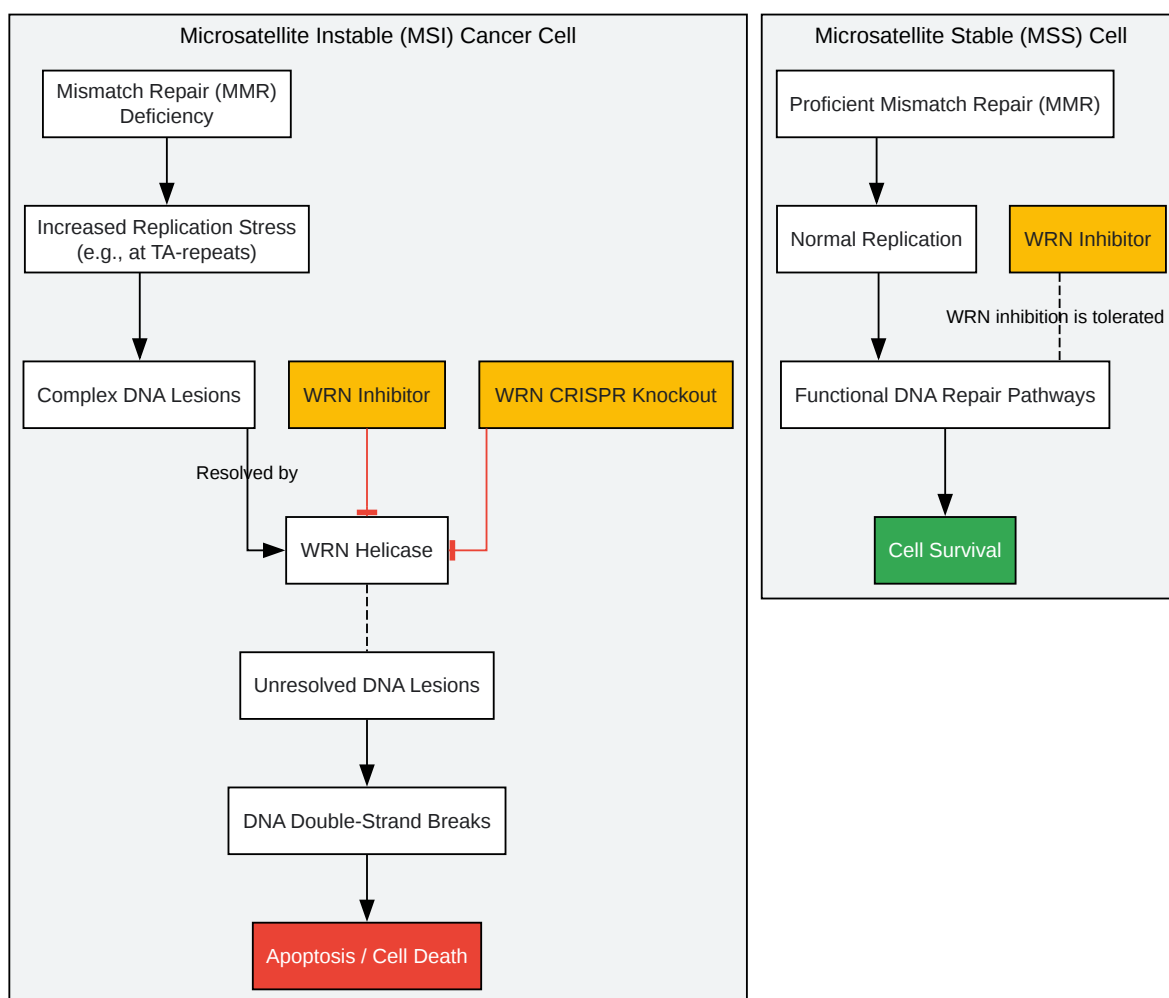 Microsatellite Instable (MSI) Cancer Cell
Mismatch Repair (MMR)
Deficiency
Increased Replication Stress
(e.g., at TA-repeats)
Complex DNA Lesions
WRN Inhibitor
WRN CRISPR Knockout
Resolved by
WRN Helicase
Unresolved DNA Lesions
DNA Double-Strand Breaks
Apoptosis / Cell Death
Microsatellite Stable (MSS) Cell
Proficient Mismatch Repair (MMR)
Normal Replication
WRN Inhibitor
WRN inhibition is tolerated
Functional DNA Repair Pathways
Cell Survival